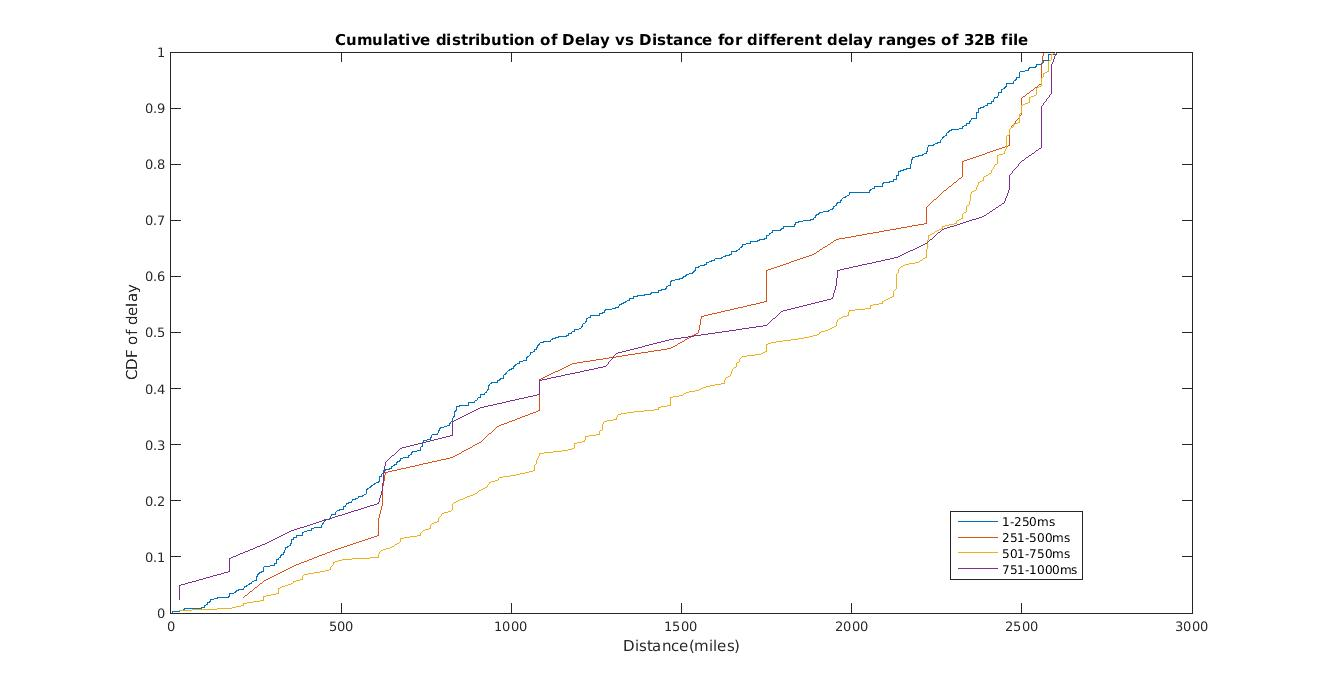 Cumulative distribution of Delay vs Distance for different delay ranges of 32B file
1
0.9
0.8
0.7
0.6
0.5
0.4
0.3
0.2
0.1
0
CDF of delay
1-250ms
251-500ms
501-750ms
751-1000ms
0 500 1000 1500 2000 2500 3000
Distance(miles)